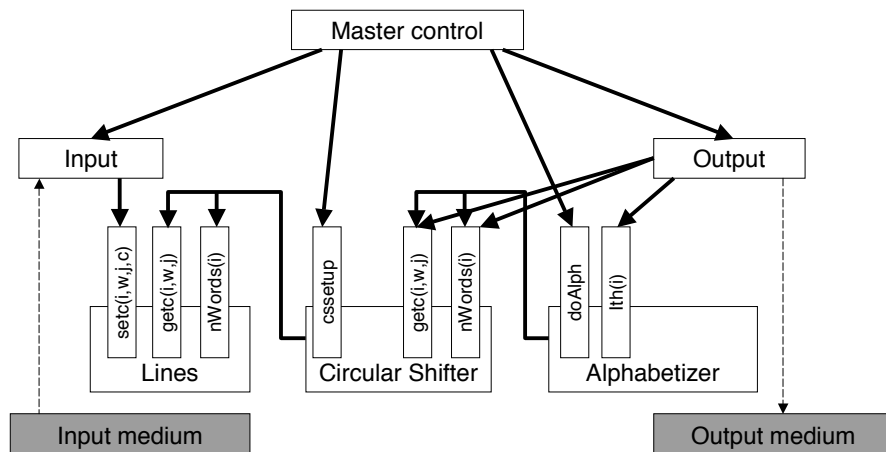 Master control
Input
Output
setc(i,w,j,c)
getc(i,w,j)
nWords(i)
cssetup
getc(i,w,j)
nWords(i)
doAlph
Ith(i)
Lines
Circular Shifter
Alphabetizer
Input medium
Output medium